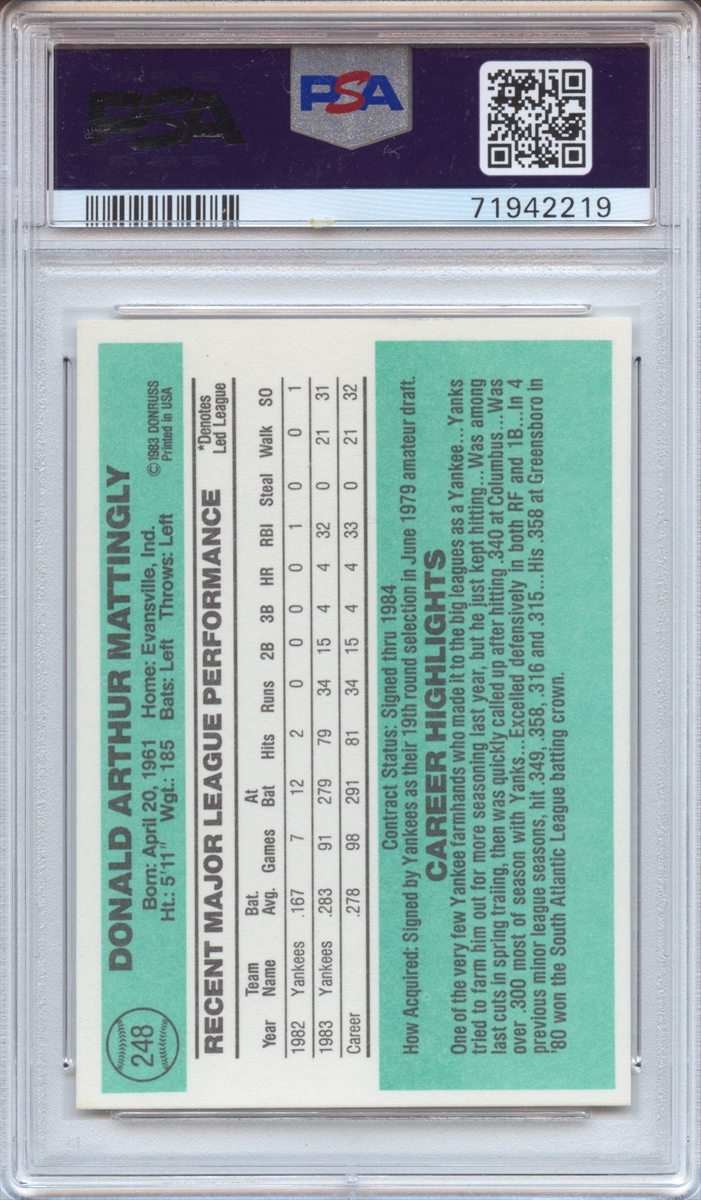 PSA
PSA
71942219
248
DONALD ARTHUR MATTINGLY
Born: April 20, 1961 Home: Evansville, Ind.
Ht.: 5'11" Wgt.: 185 Bats: Left Throws: Left
©1983 DONRUSS
Printed in USA
RECENT MAJOR LEAGUE PERFORMANCE
*Denotes
Led League
Year Team Name Bat. Avg. Games At Bat Hits Runs 2B 3B HR RBI Steal Walk SO
1982 Yankees .167 7 12 2 0 0 0 0 1 0 0 1
1983 Yankees .283 91 279 79 34 15 4 4 32 0 21 31
Career .278 98 291 81 34 15 4 4 33 0 21 32
Contract Status: Signed thru 1984
How Acquired: Signed by Yankees as their 19th round selection in June 1979 amateur draft.
CAREER HIGHLIGHTS
One of the very few Yankee farmhands who made it to the big leagues as a Yankee...Yanks
tried to farm him out for more seasoning last year, but he just kept hitting...Was among
last cuts in spring trailing, then was quickly called up after hitting .340 at Columbus...Was
over .300 most of season with Yanks...Excelled defensively in both RF and 1B...In 4
previous minor league seasons, hit .349, .358, .316 and .315...His .358 at Greensboro in
'80 won the South Atlantic League batting crown.